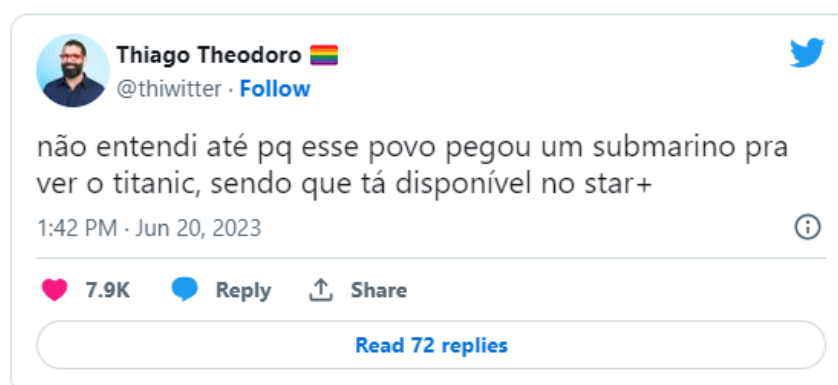 Thiago Theodoro 🏳️‍🌈
@thiwitter · Follow
não entendi até pq esse povo pegou um submarino pra
ver o titanic, sendo que tá disponível no star+
1:42 PM · Jun 20, 2023
7.9K Reply Share
Read 72 replies